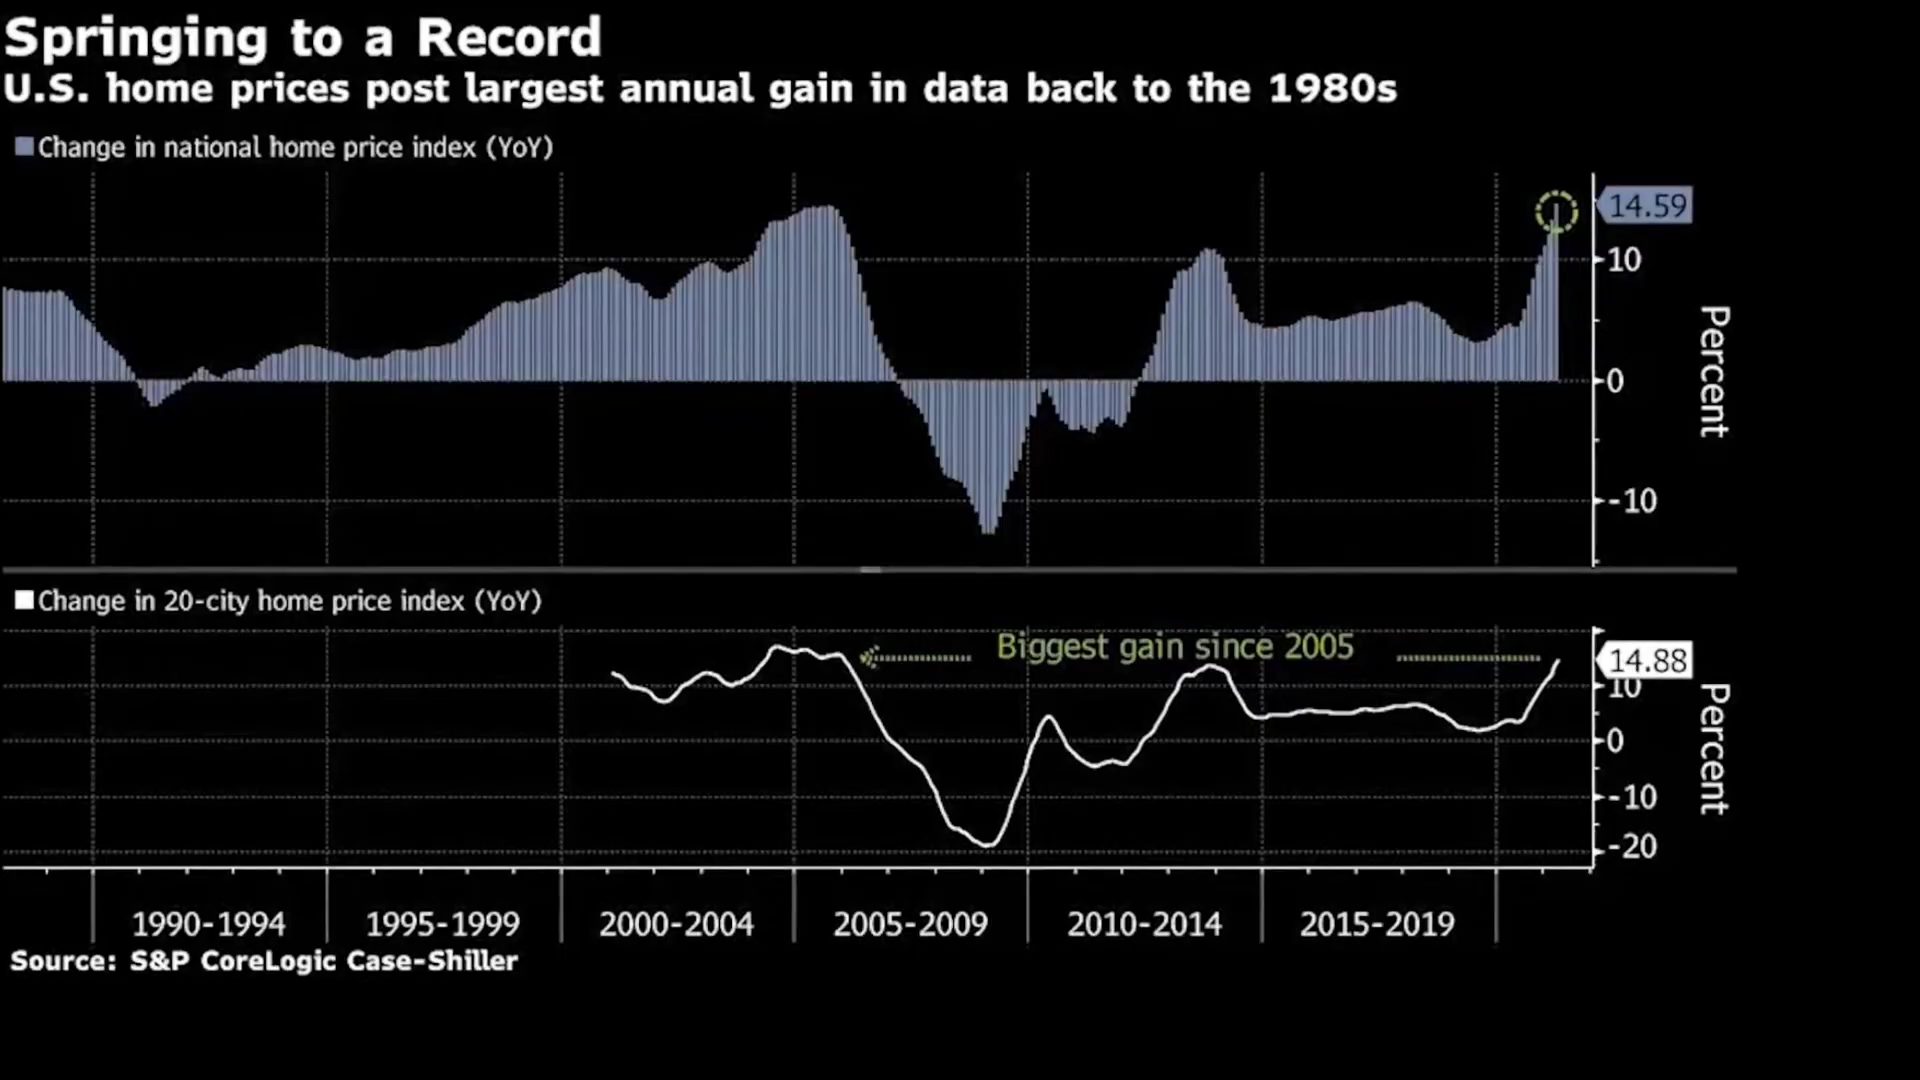 Springing to a Record
U.S. home prices post largest annual gain in data back to the 1980s
Change in national home price index (YoY)
14.59
10
0
-10
Percent
Change in 20-city home price index (YoY)
Biggest gain since 2005
14.88
10
0
-10
-20
Percent
1990-1994 1995-1999 2000-2004 2005-2009 2010-2014 2015-2019
Source: S&P CoreLogic Case-Shiller